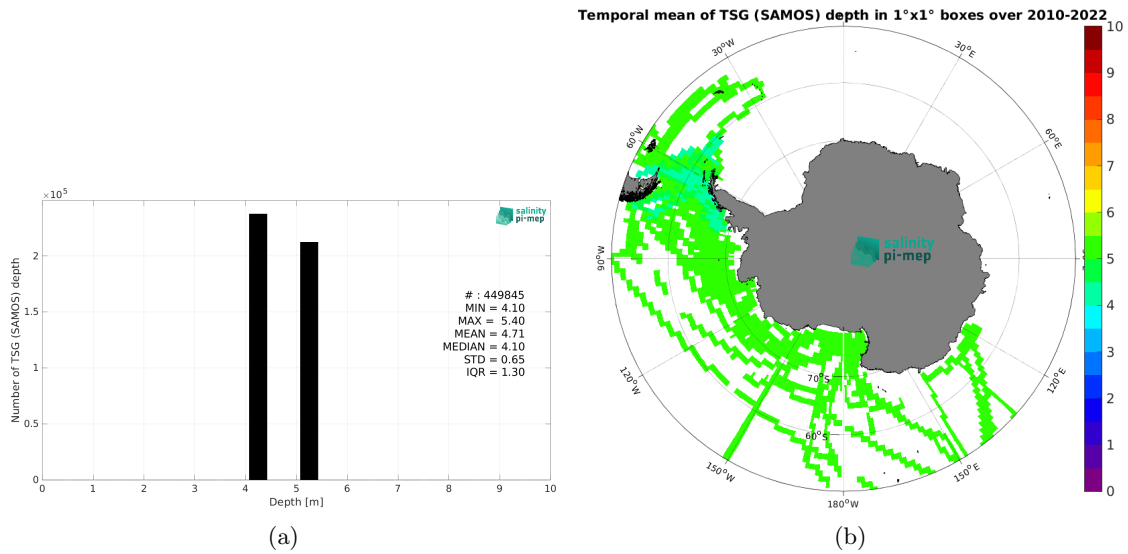 ×10⁵
2
1.5
1
0.5
0
Number of TSG (SAMOS) depth
salinity
pi-mep
# : 449845
MIN = 4.10
MAX = 5.40
MEAN = 4.71
MEDIAN = 4.10
STD = 0.65
IQR = 1.30
0 1 2 3 4 5 6 7 8 9 10
Depth [m]
(a)
Temporal mean of TSG (SAMOS) depth in 1°x1° boxes over 2010-2022
30°W
30°E
60°W
60°E
90°W
salinity
pi-mep
120°W
120°E
70°S
60°S
150°W
150°E
180°W
10
9
8
7
6
5
4
3
2
1
0
(b)